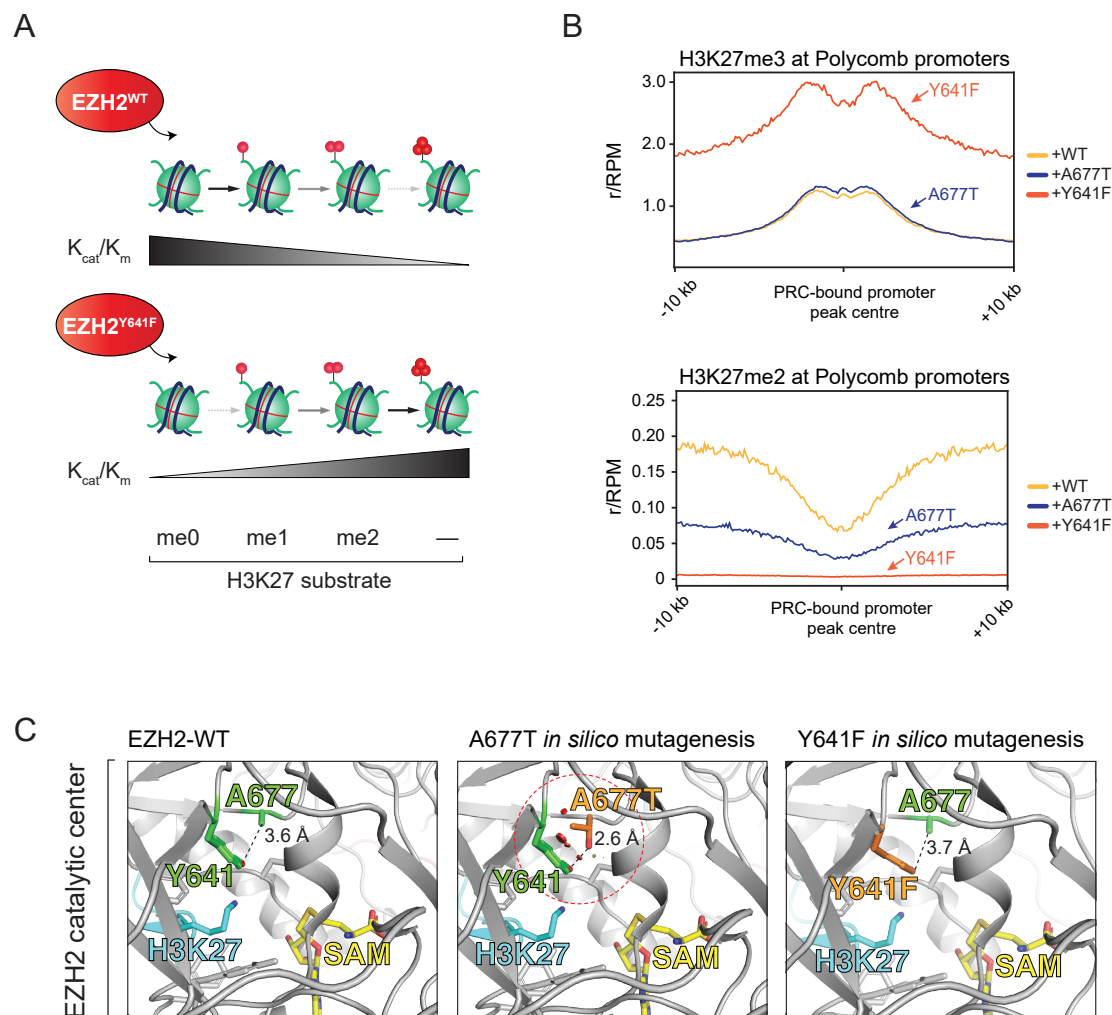 A
EZH2WT
Kcat/Km
EZH2Y641F
Kcat/Km
me0 me1 me2 —
H3K27 substrate
B
H3K27me3 at Polycomb promoters
3.0
2.0
1.0
r/RPM
Y641F
A677T
+WT
+A677T
+Y641F
-10 kb
PRC-bound promoter
peak centre
+10 kb
H3K27me2 at Polycomb promoters
0.25
0.20
0.15
0.10
0.05
0
r/RPM
A677T
Y641F
+WT
+A677T
+Y641F
-10 kb
PRC-bound promoter
peak centre
+10 kb
C
EZH2 catalytic center
EZH2-WT
A677
3.6 Å
Y641
H3K27
SAM
A677T in silico mutagenesis
A677T
2.6 Å
Y641
H3K27
SAM
Y641F in silico mutagenesis
A677
3.7 Å
Y641F
H3K27
SAM